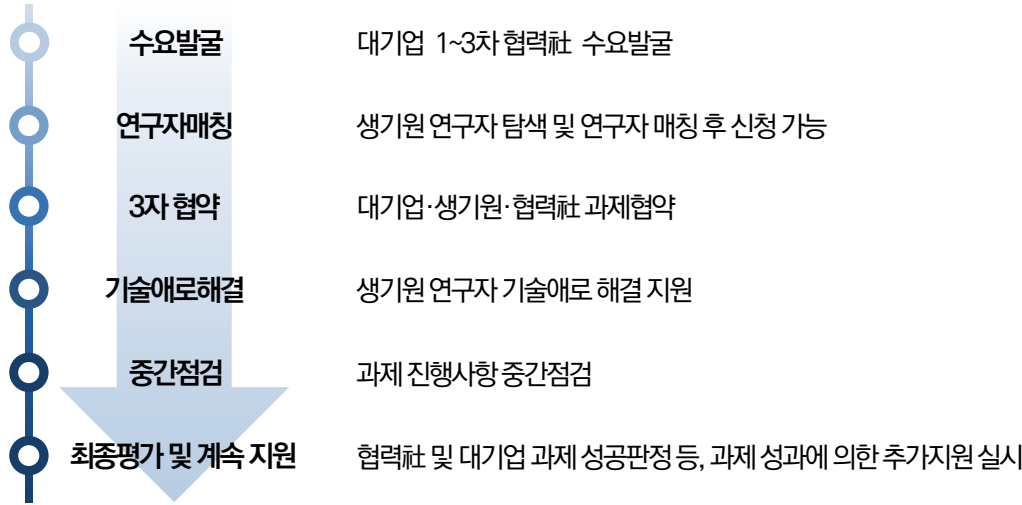 수요발굴 대기업 1~3차 협력社 수요발굴
연구자매칭 생기원 연구자 탐색 및 연구자 매칭 후 신청 가능
3자 협약 대기업·생기원·협력社 과제협약
기술애로해결 생기원 연구자 기술애로 해결 지원
중간점검 과제 진행사항 중간점검
최종평가 및 계속 지원 협력社 및 대기업 과제 성공판정 등, 과제 성과에 의한 추가지원 실시